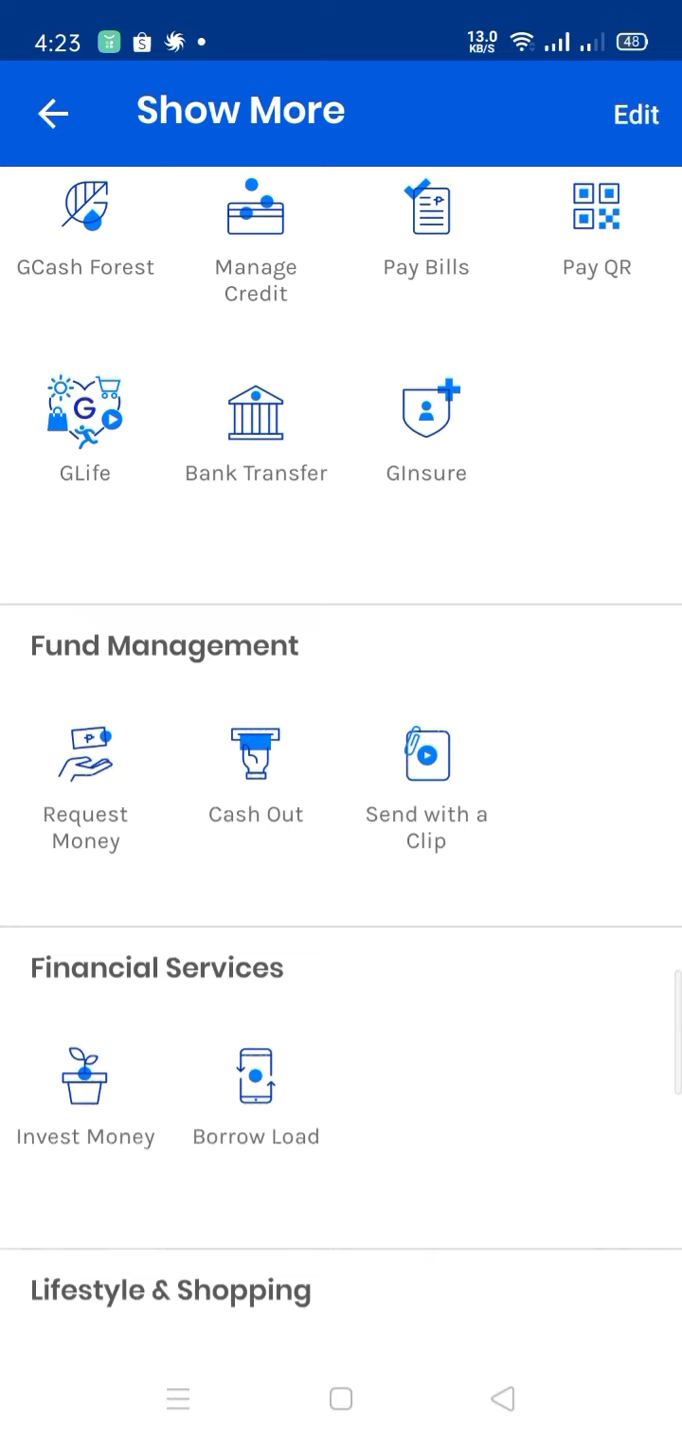 4:23
13.0
KB/S
48
Show More
Edit
GCash Forest
Manage
Credit
Pay Bills
Pay QR
GLife
Bank Transfer
GInsure
Fund Management
Request
Money
Cash Out
Send with a
Clip
Financial Services
Invest Money
Borrow Load
Lifestyle & Shopping